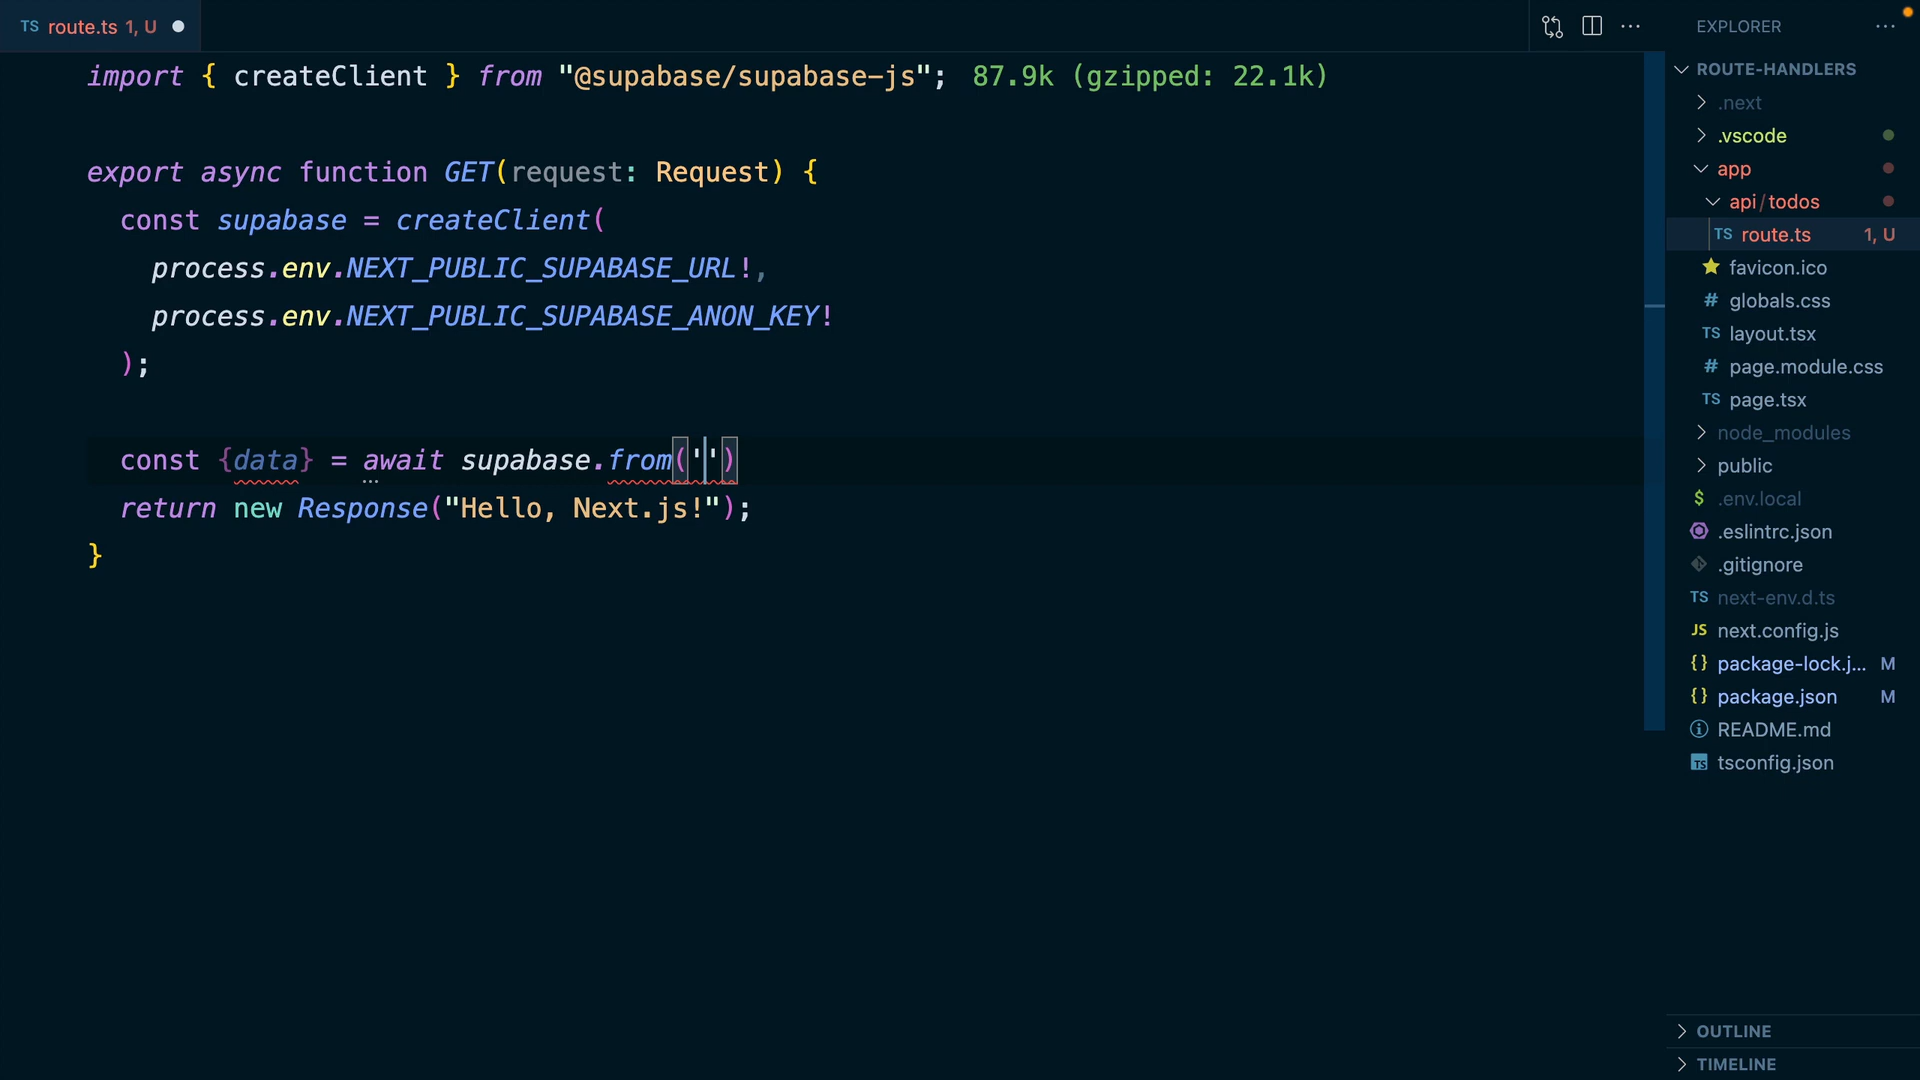 TS route.ts 1, U
import { createClient } from "@supabase/supabase-js"; 87.9k (gzipped: 22.1k)
export async function GET(request: Request) {
const supabase = createClient(
process.env.NEXT_PUBLIC_SUPABASE_URL!,
process.env.NEXT_PUBLIC_SUPABASE_ANON_KEY!
);
const {data} = await supabase.from('')
return new Response("Hello, Next.js!");
}
EXPLORER
ROUTE-HANDLERS
.next
.vscode
app
api/todos
TS route.ts 1, U
favicon.ico
# globals.css
TS layout.tsx
# page.module.css
TS page.tsx
node_modules
public
$ .env.local
.eslintrc.json
.gitignore
TS next-env.d.ts
JS next.config.js
{} package-lock.j... M
{} package.json M
README.md
TS tsconfig.json
OUTLINE
TIMELINE